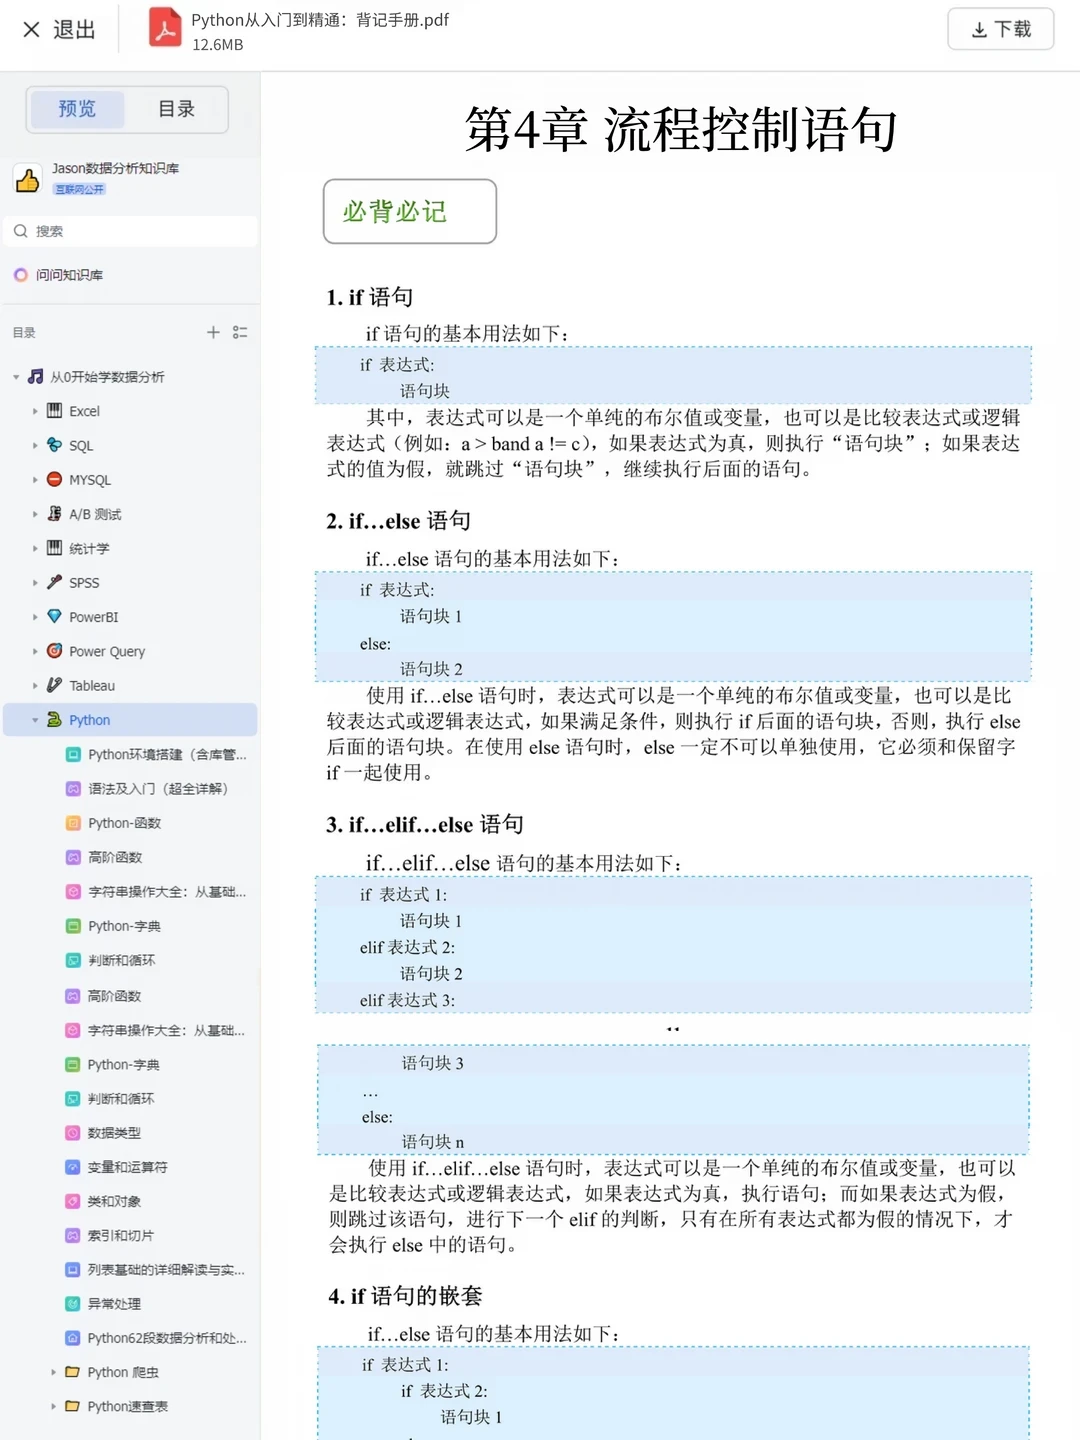 退出
Python从入门到精通：背记手册.pdf
12.6MB
下载
预览
目录
Jason数据分析知识库
互联网公开
搜索
问问知识库
目录
从0开始学数据分析
Excel
SQL
MYSQL
A/B 测试
统计学
SPSS
PowerBI
Power Query
Tableau
Python
Python环境搭建（含库管...
语法及入门（超全详解）
Python-函数
高阶函数
字符串操作大全：从基础...
Python-字典
判断和循环
高阶函数
字符串操作大全：从基础...
Python-字典
判断和循环
数据类型
变量和运算符
类和对象
索引和切片
列表基础的详细解读与实...
异常处理
Python62段数据分析和处...
Python 爬虫
Python速查表
第4章 流程控制语句
必背必记
1. if 语句
if 语句的基本用法如下：
if 表达式:
语句块
其中，表达式可以是一个单纯的布尔值或变量，也可以是比较表达式或逻辑
表达式（例如：a > band a != c），如果表达式为真，则执行“语句块”；如果表达
式的值为假，就跳过“语句块”，继续执行后面的语句。
2. if…else 语句
if…else 语句的基本用法如下：
if 表达式:
语句块 1
else:
语句块 2
使用 if…else 语句时，表达式可以是一个单纯的布尔值或变量，也可以是比
较表达式或逻辑表达式，如果满足条件，则执行 if 后面的语句块，否则，执行 else
后面的语句块。在使用 else 语句时，else 一定不可以单独使用，它必须和保留字
if 一起使用。
3. if…elif…else 语句
if…elif…else 语句的基本用法如下：
if 表达式 1:
语句块 1
elif 表达式 2:
语句块 2
elif 表达式 3:
语句块 3
…
else:
语句块 n
使用 if…elif…else 语句时，表达式可以是一个单纯的布尔值或变量，也可以
是比较表达式或逻辑表达式，如果表达式为真，执行语句；而如果表达式为假，
则跳过该语句，进行下一个 elif 的判断，只有在所有表达式都为假的情况下，才
会执行 else 中的语句。
4. if 语句的嵌套
if…else 语句的基本用法如下：
if 表达式 1:
if 表达式 2:
语句块 1